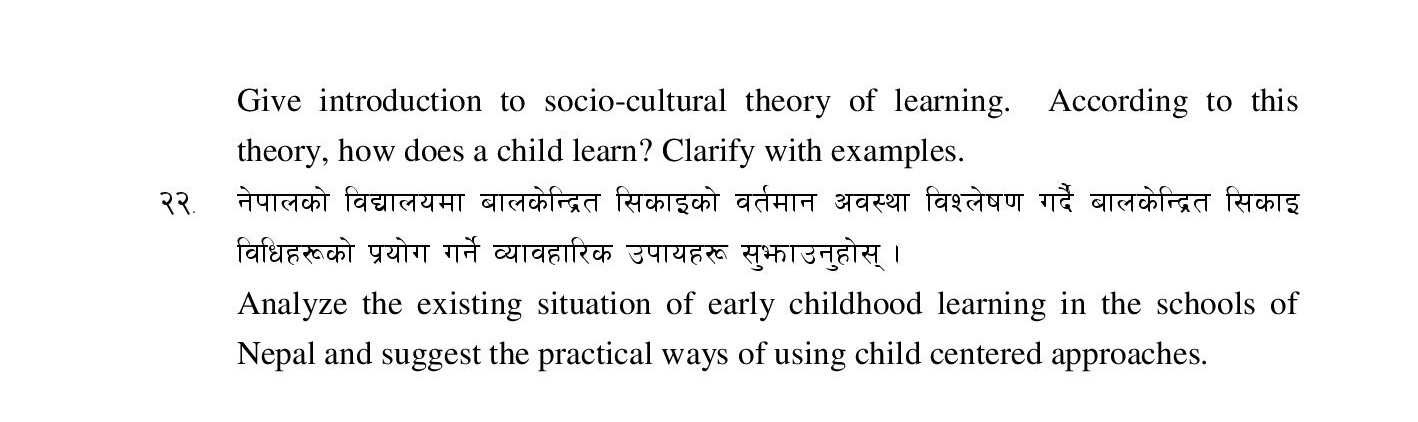 Give introduction to socio-cultural theory of learning. According to this
theory, how does a child learn? Clarify with examples.
२२. नेपालको विद्यालयमा बालकेन्द्रित सिकाइको वर्तमान अवस्था विश्लेषण गर्दै बालकेन्द्रित सिकाइ
विधिहरूको प्रयोग गर्ने व्यावहारिक उपायहरू सुझाउनुहोस् ।
Analyze the existing situation of early childhood learning in the schools of
Nepal and suggest the practical ways of using child centered approaches.